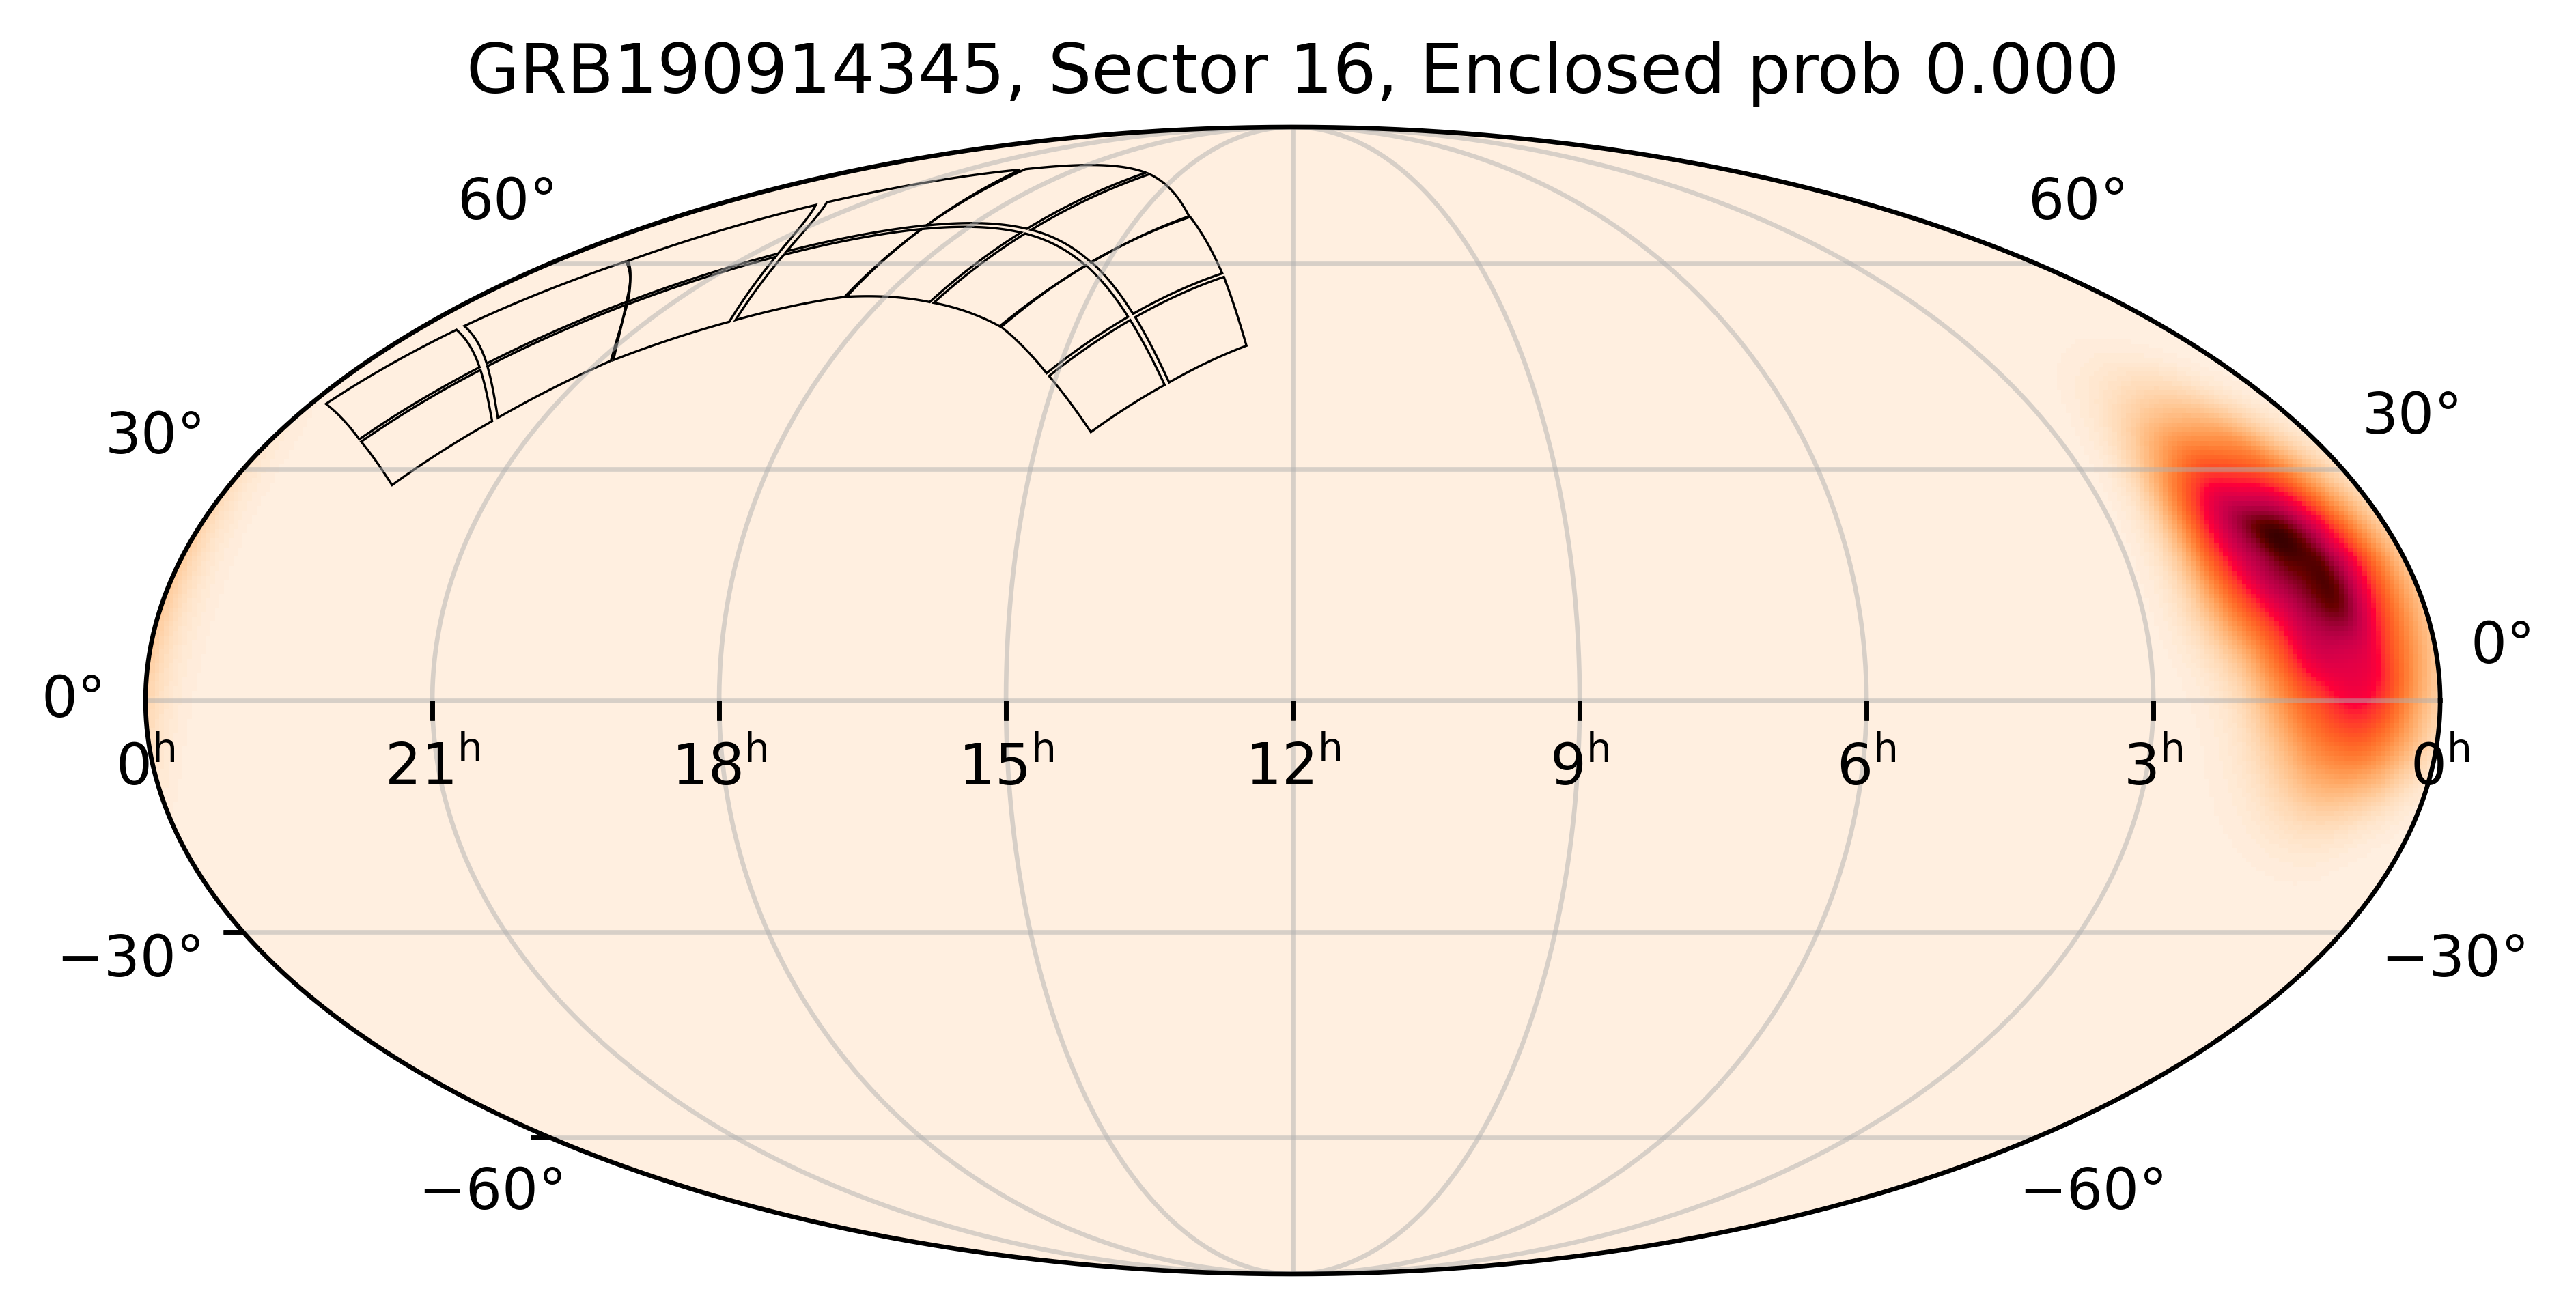 GRB190914345, Sector 16, Enclosed prob 0.000
60° 60°
30° 30°
0° 0°
0ʰ 21ʰ 18ʰ 15ʰ 12ʰ 9ʰ 6ʰ 3ʰ 0ʰ
−30° −30°
−60° −60°